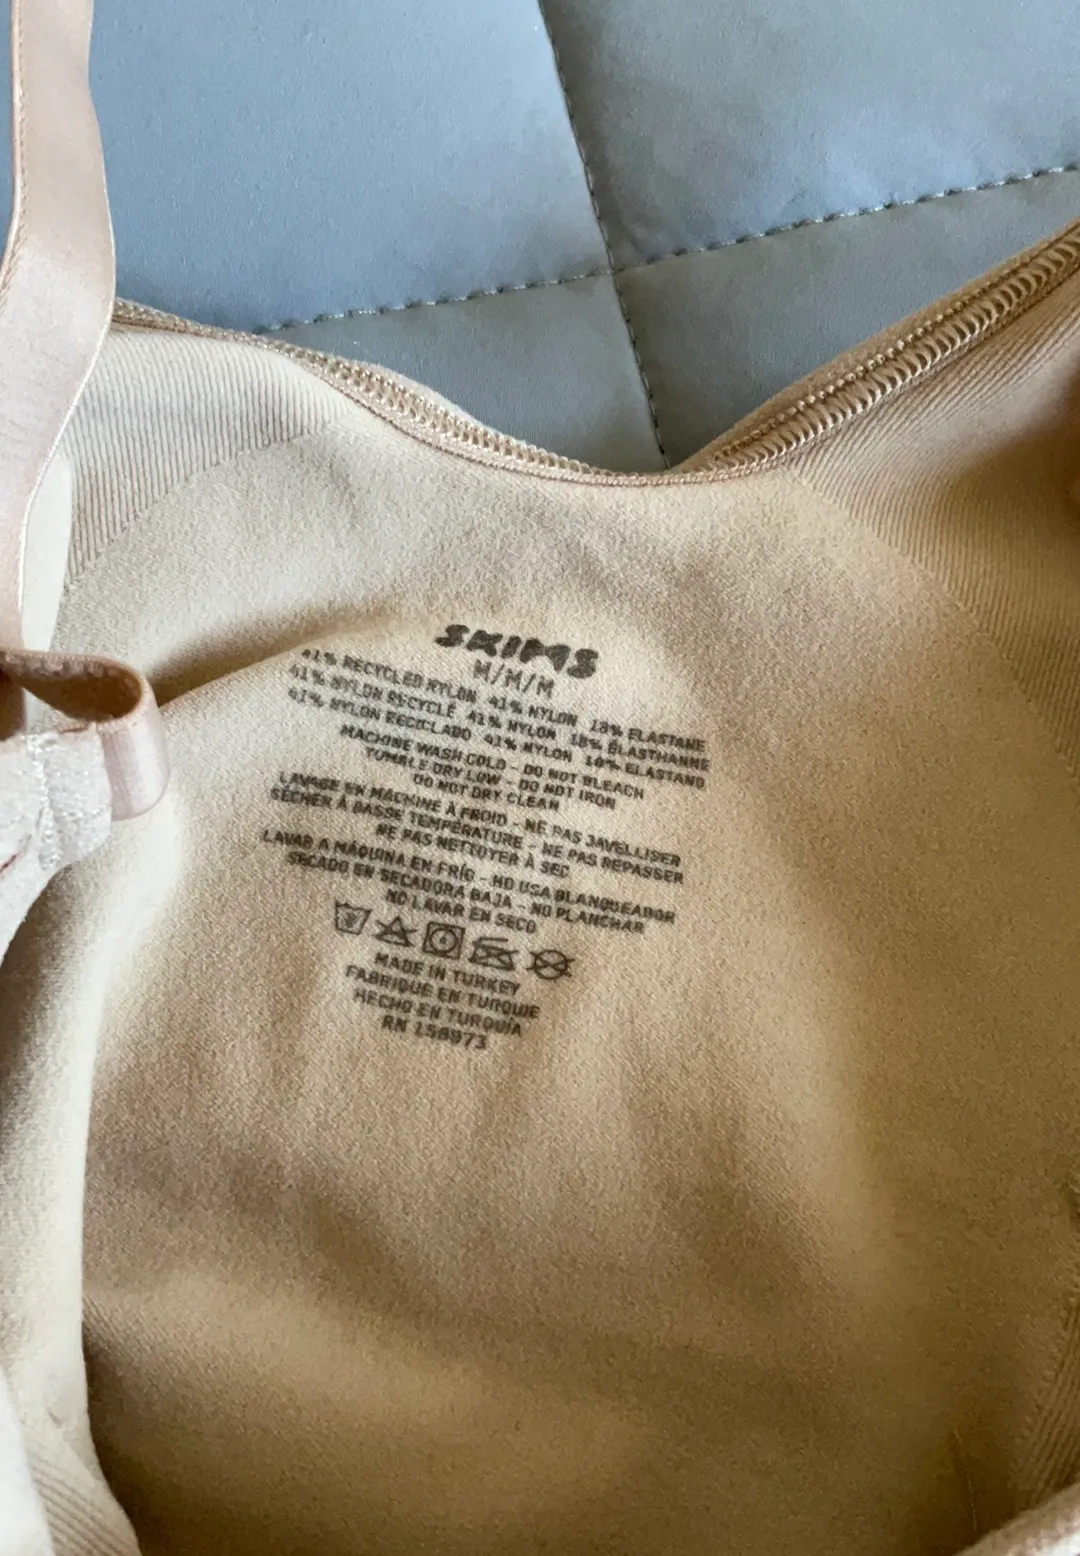 SKIMS
M/M/M
41% RECYCLED NYLON 41% NYLON 18% ELASTANE
41% NYLON RECYCLÉ 41% NYLON 18% ÉLASTHANNE
41% NYLON RECICLADO 41% NYLON 18% ELASTANO
MACHINE WASH COLD - DO NOT BLEACH
TUMBLE DRY LOW - DO NOT IRON
DO NOT DRY CLEAN
LAVAGE EN MACHINE À FROID - NE PAS JAVELLISER
SÉCHER À BASSE TEMPÉRATURE - NE PAS REPASSER
NE PAS NETTOYER À SEC
LAVAR A MÁQUINA EN FRÍO - NO USA BLANQUEADOR
SECADO EN SECADORA BAJA - NO PLANCHAR
NO LAVAR EN SECO
MADE IN TURKEY
FABRIQUÉ EN TURQUIE
HECHO EN TURQUÍA
RN 158973